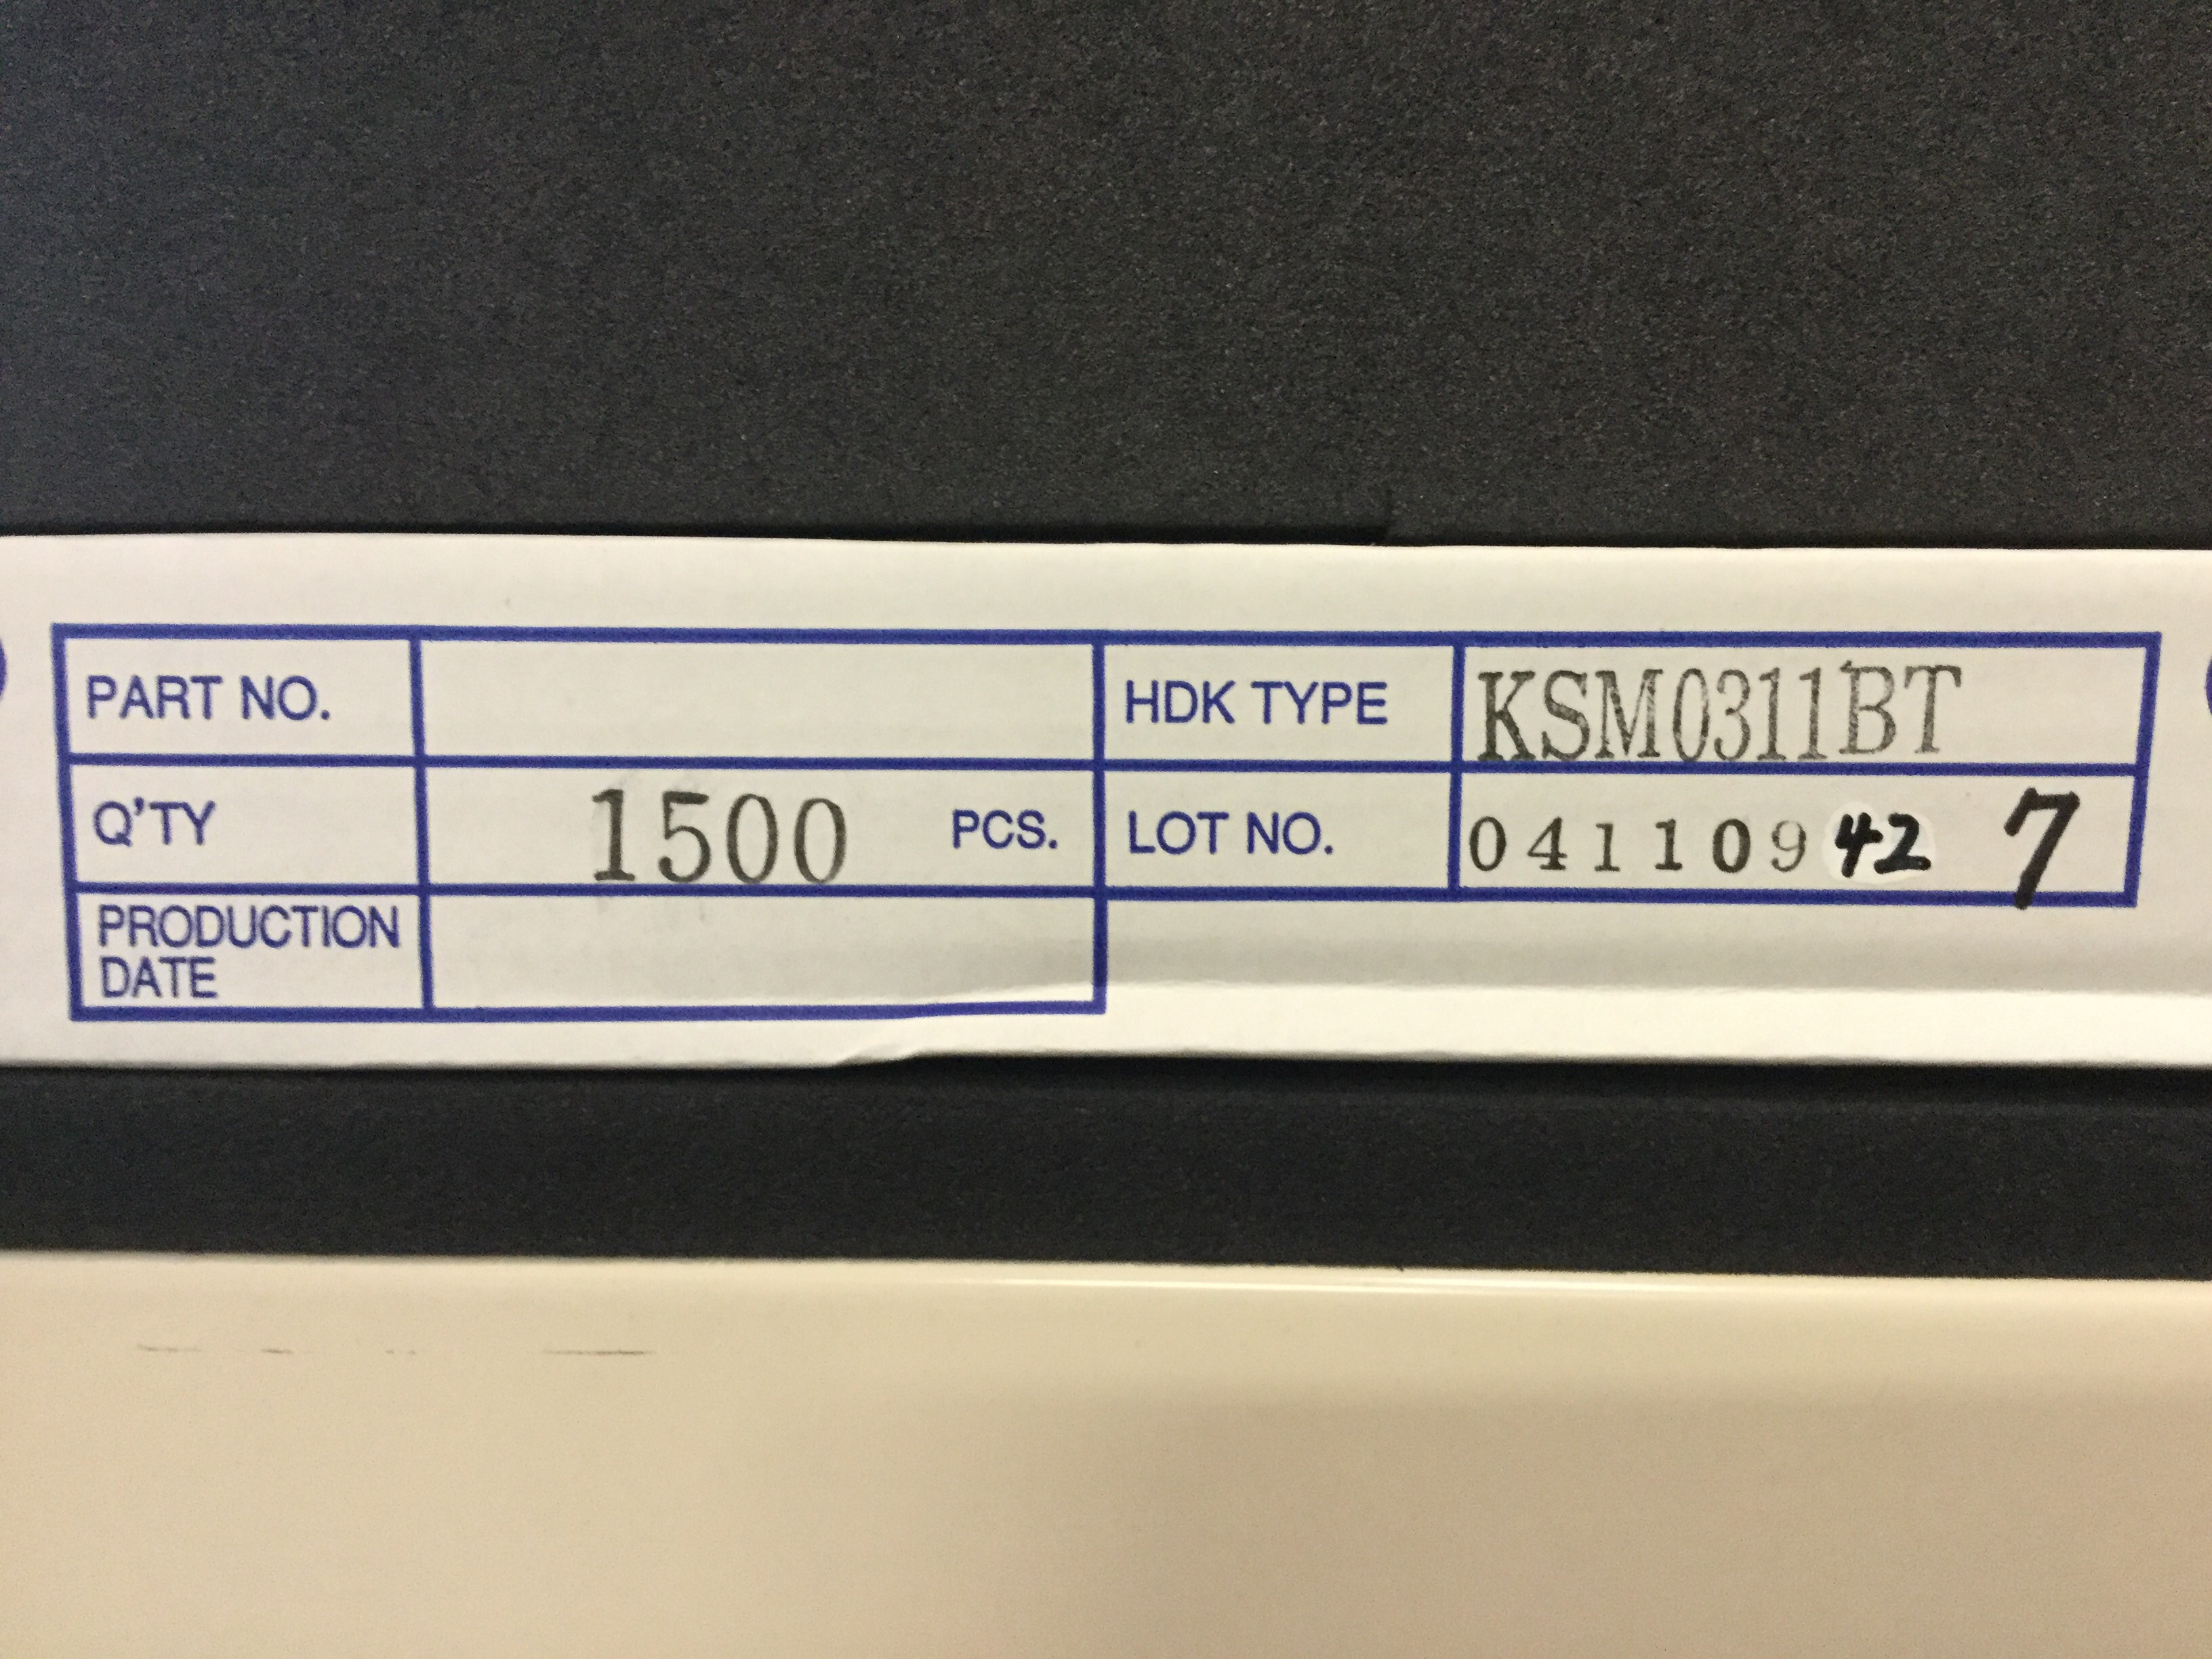 PART NO. HDK TYPE KSM0311BT
Q'TY 1500 PCS. LOT NO. 04110942 7
PRODUCTION
DATE